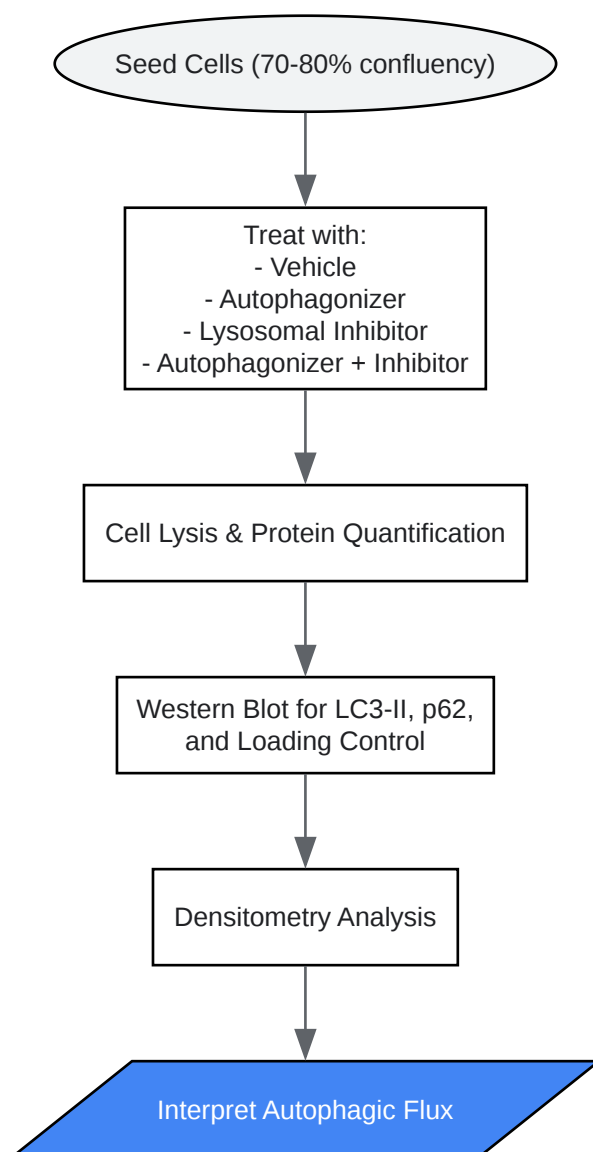 Seed Cells (70-80% confluency)
Treat with:
- Vehicle
- Autophagonizer
- Lysosomal Inhibitor
- Autophagonizer + Inhibitor
Cell Lysis & Protein Quantification
Western Blot for LC3-II, p62,
and Loading Control
Densitometry Analysis
Interpret Autophagic Flux